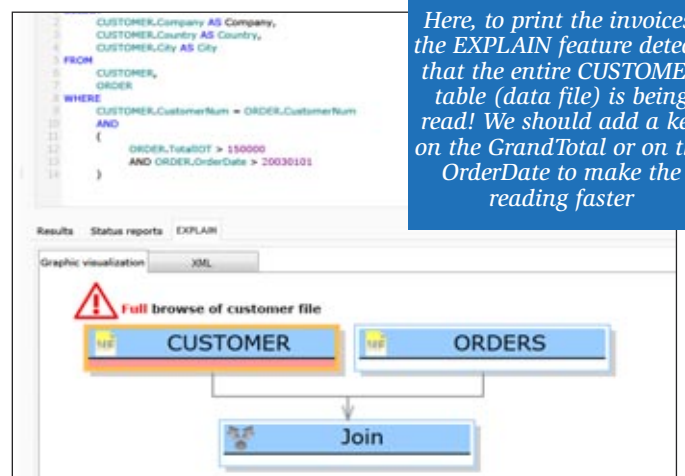 CUSTOMER.Company AS Company,
CUSTOMER.Country AS Country,
CUSTOMER.City AS City
FROM
CUSTOMER,
ORDER
WHERE
CUSTOMER.CustomerNum = ORDER.CustomerNum
AND
(
ORDER.TotalIOT > 150000
AND ORDER.OrderDate > 20030101
)
Here, to print the invoices
the EXPLAIN feature detec
that the entire CUSTOME
table (data file) is being
read! We should add a ke
on the GrandTotal or on th
OrderDate to make the
reading faster
Results Status reports EXPLAIN
Graphic visualization XML
Full browse of customer file
CUSTOMER
ORDERS
Join